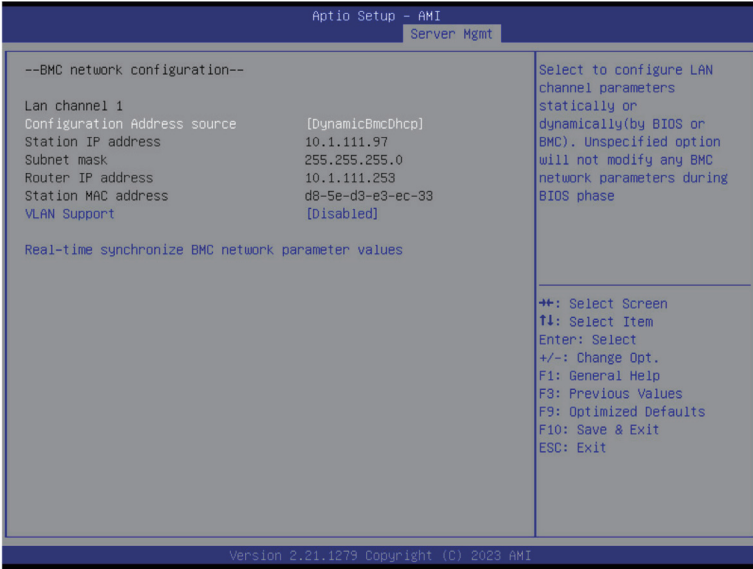 Aptio Setup – AMI
Server Mgmt
--BMC network configuration--
Lan channel 1
Configuration Address source [DynamicBmcDhcp]
Station IP address 10.1.111.97
Subnet mask 255.255.255.0
Router IP address 10.1.111.253
Station MAC address d8-5e-d3-e3-ec-33
VLAN Support [Disabled]
Real-time synchronize BMC network parameter values
Select to configure LAN
channel parameters
statically or
dynamically(by BIOS or
BMC). Unspecified option
will not modify any BMC
network parameters during
BIOS phase
→←: Select Screen
↑↓: Select Item
Enter: Select
+/-: Change Opt.
F1: General Help
F3: Previous Values
F9: Optimized Defaults
F10: Save & Exit
ESC: Exit
Version 2.21.1279 Copyright (C) 2023 AMI